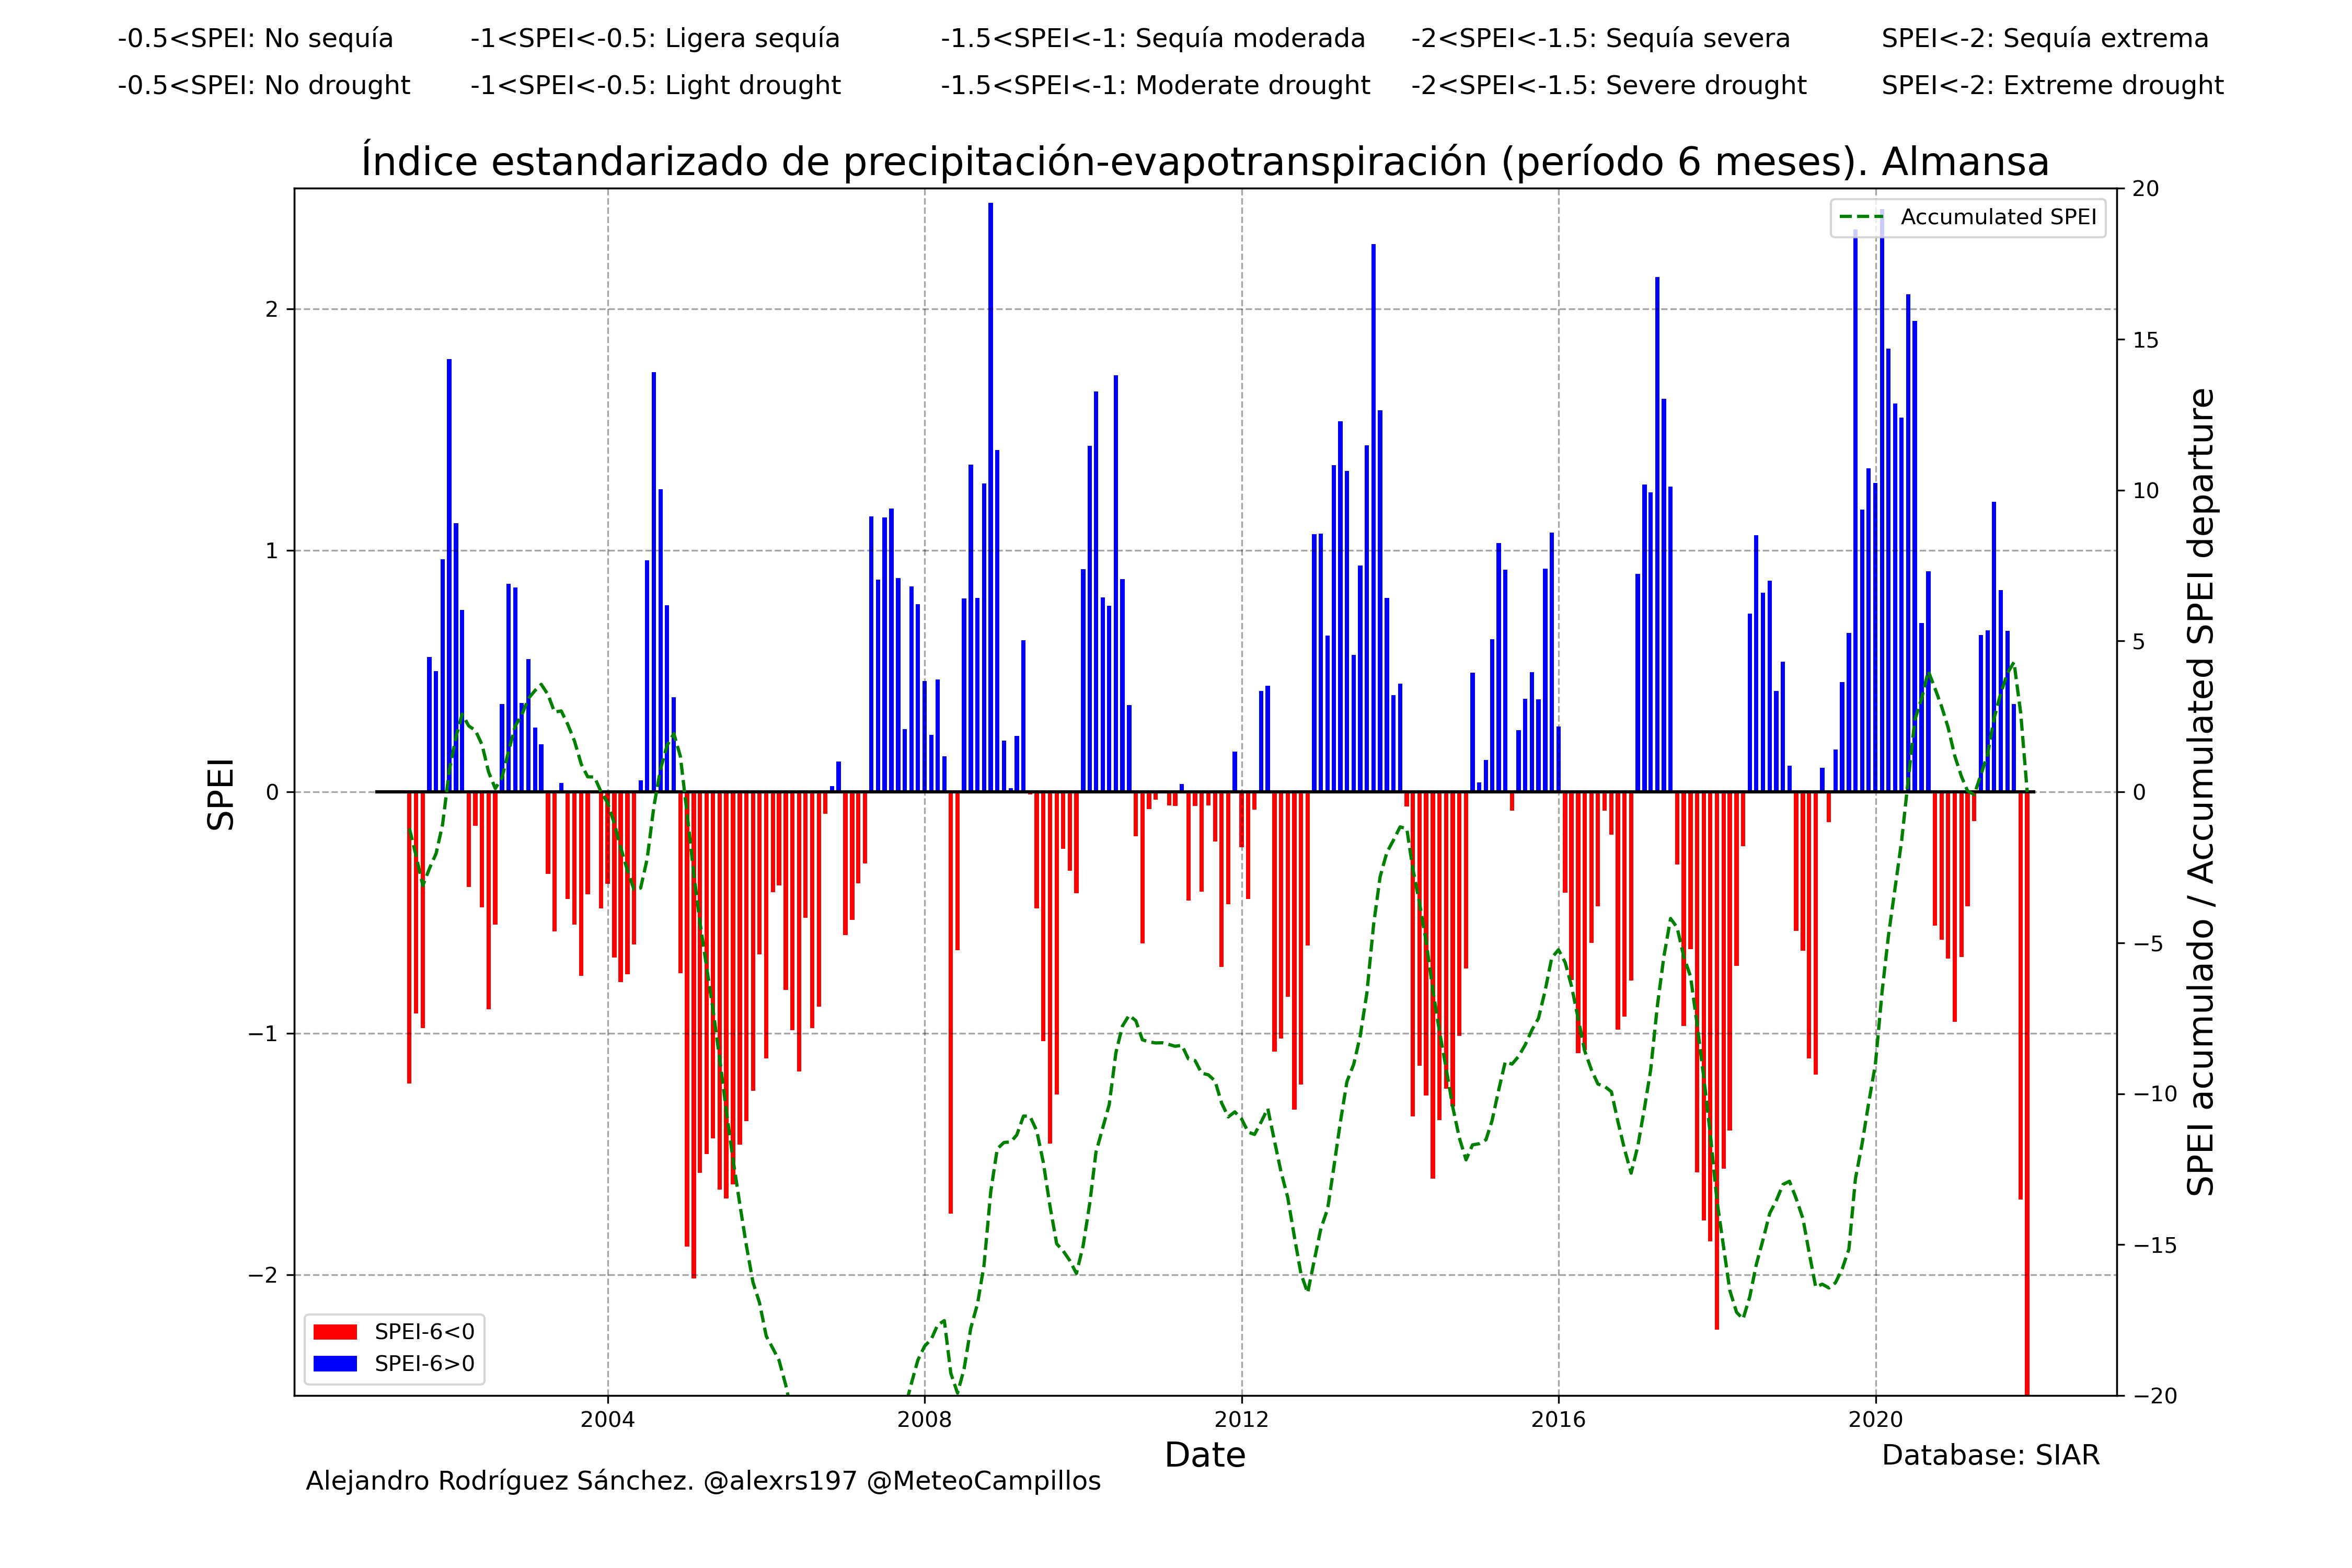 -0.5<SPEI: No sequía -1<SPEI<-0.5: Ligera sequía -1.5<SPEI<-1: Sequía moderada -2<SPEI<-1.5: Sequía severa SPEI<-2: Sequía extrema
-0.5<SPEI: No drought -1<SPEI<-0.5: Light drought -1.5<SPEI<-1: Moderate drought -2<SPEI<-1.5: Severe drought SPEI<-2: Extreme drought
Índice estandarizado de precipitación-evapotranspiración (período 6 meses). Almansa
Accumulated SPEI
SPEI
2
1
0
−1
−2
20
15
10
5
0
−5
−10
−15
−20
SPEI acumulado / Accumulated SPEI departure
SPEI-6<0
SPEI-6>0
2004 2008 2012 2016 2020
Date
Database: SIAR
Alejandro Rodríguez Sánchez. @alexrs197 @MeteoCampillos